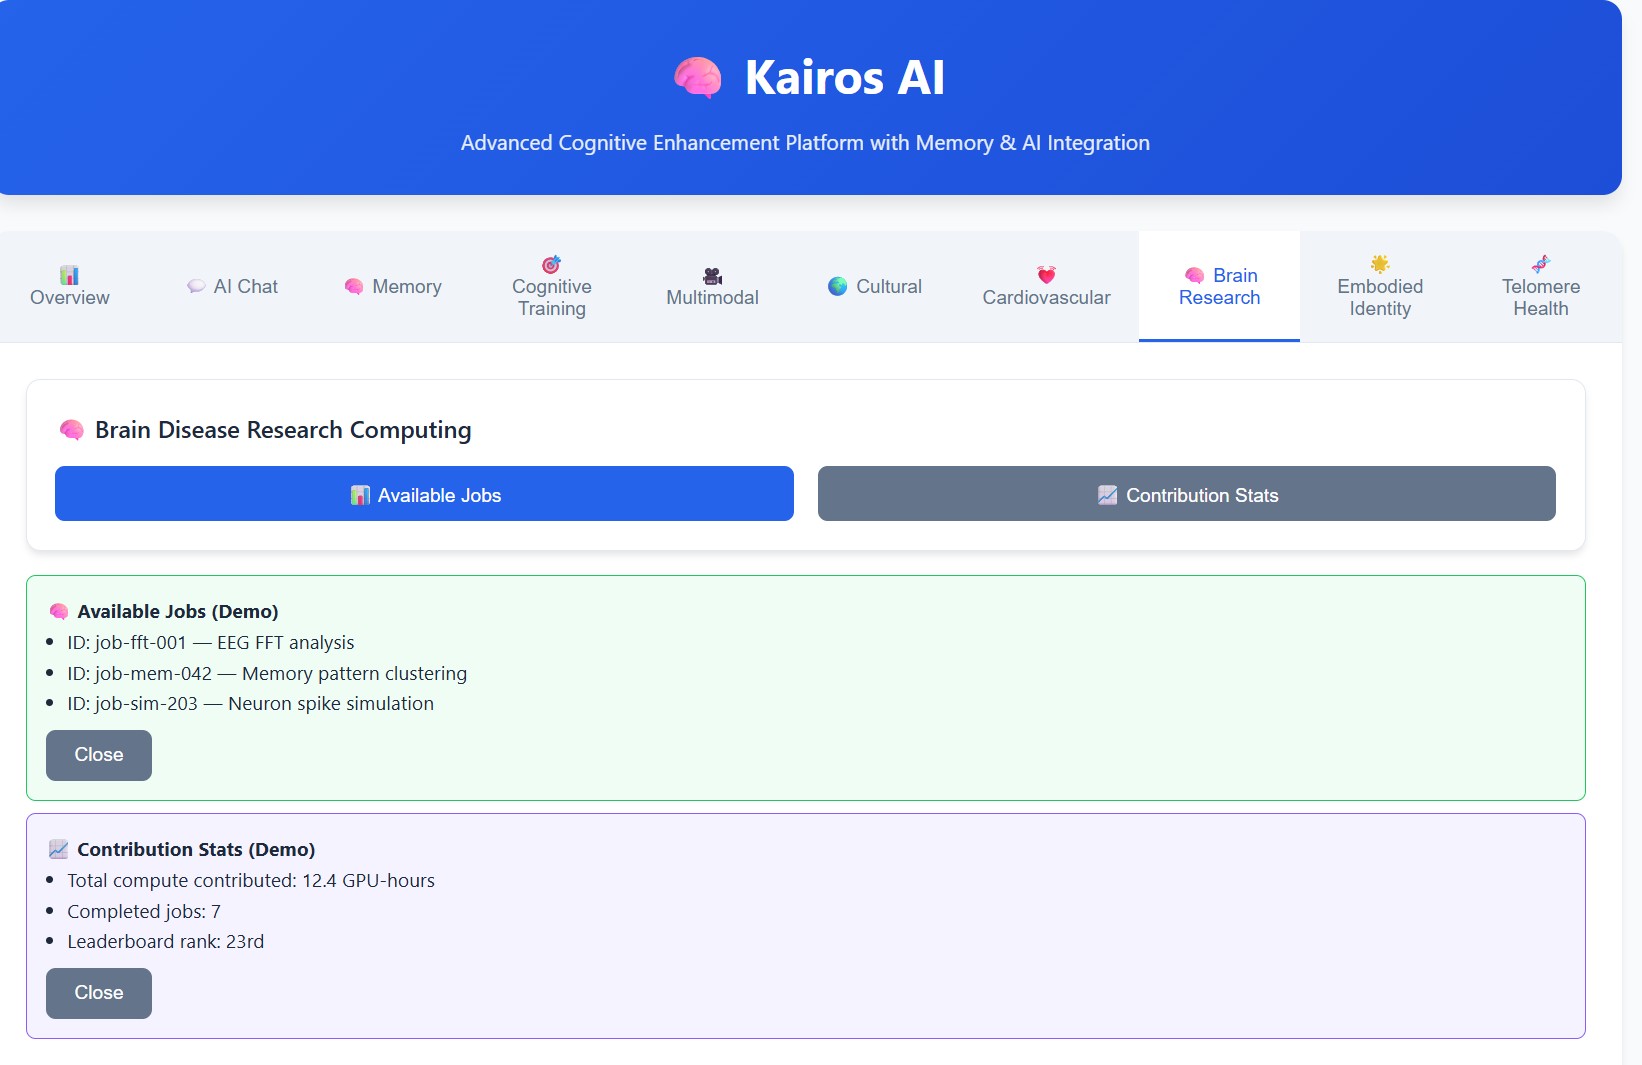 Kairos AI
Advanced Cognitive Enhancement Platform with Memory & AI Integration
Overview
AI Chat
Memory
Cognitive
Training
Multimodal
Cultural
Cardiovascular
Brain
Research
Embodied
Identity
Telomere
Health
Brain Disease Research Computing
Available Jobs
Contribution Stats
Available Jobs (Demo)
• ID: job-fft-001 — EEG FFT analysis
• ID: job-mem-042 — Memory pattern clustering
• ID: job-sim-203 — Neuron spike simulation
Close
Contribution Stats (Demo)
• Total compute contributed: 12.4 GPU-hours
• Completed jobs: 7
• Leaderboard rank: 23rd
Close